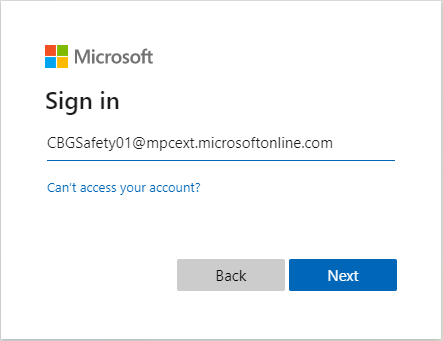 Microsoft
Sign in
CBGSafety01@mpcext.microsoftonline.com
Can't access your account?
Back
Next